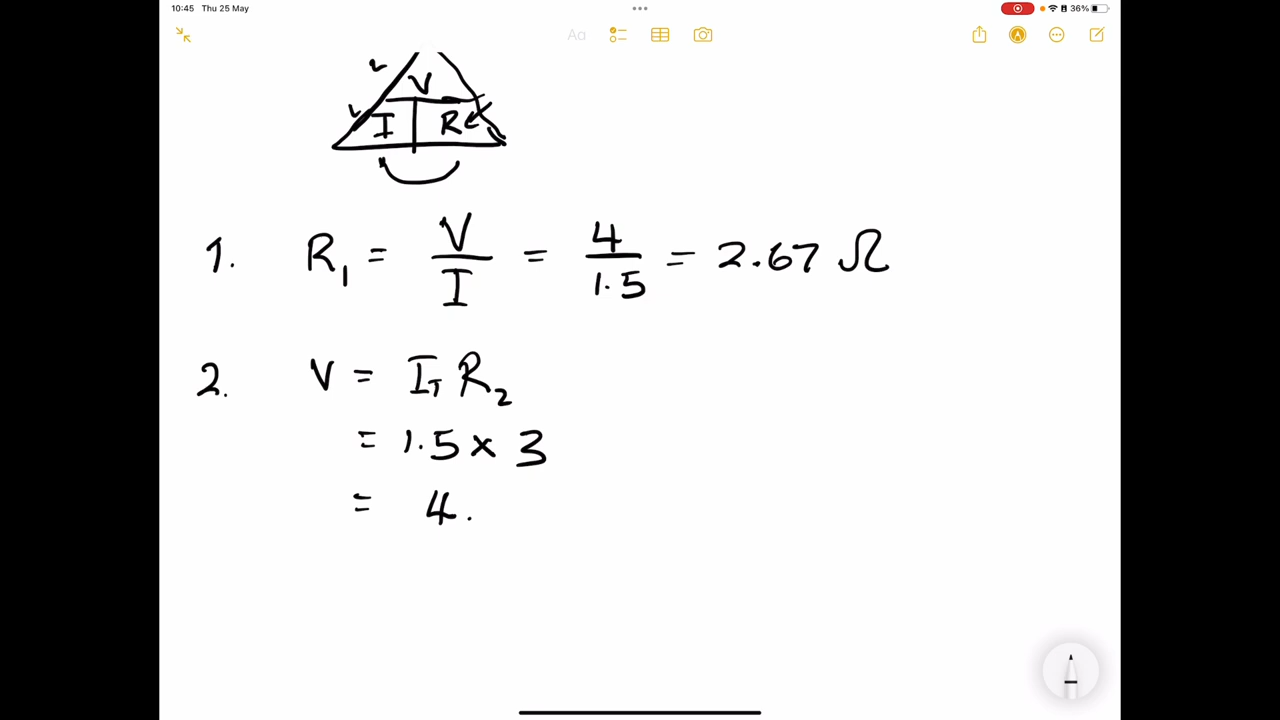 10:45 Thu 25 May
36%
Aa
V
I R
1. R₁ = V/I = 4/1.5 = 2.67 Ω
2. V = I_T R₂
= 1.5 × 3
= 4.